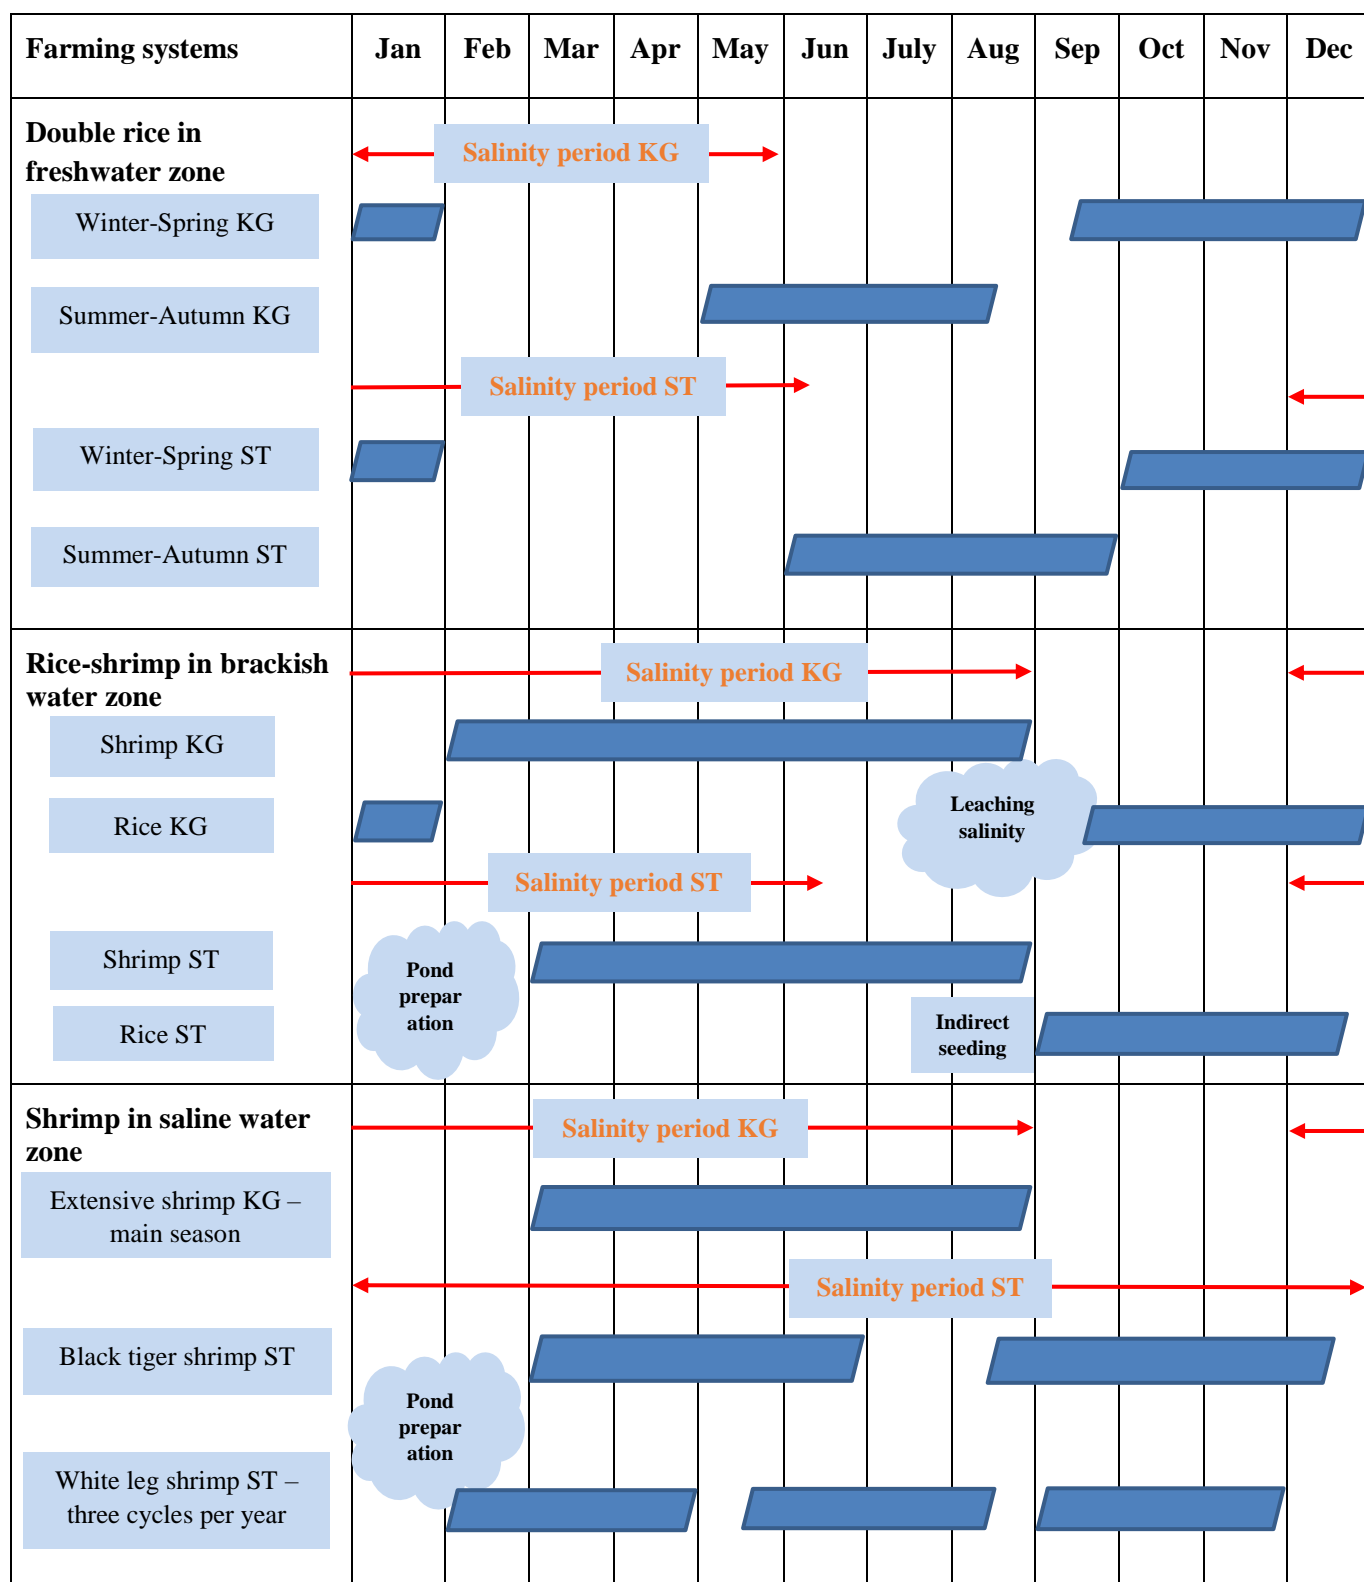 Farming systems Jan Feb Mar Apr May Jun July Aug Sep Oct Nov Dec
Double rice in
freshwater zone
Salinity period KG
Winter-Spring KG
Summer-Autumn KG
Salinity period ST
Winter-Spring ST
Summer-Autumn ST
Rice-shrimp in brackish
water zone
Salinity period KG
Shrimp KG
Rice KG
Leaching
salinity
Salinity period ST
Shrimp ST
Pond
prepar
ation
Rice ST
Indirect
seeding
Shrimp in saline water
zone
Salinity period KG
Extensive shrimp KG –
main season
Salinity period ST
Black tiger shrimp ST
Pond
prepar
ation
White leg shrimp ST –
three cycles per year